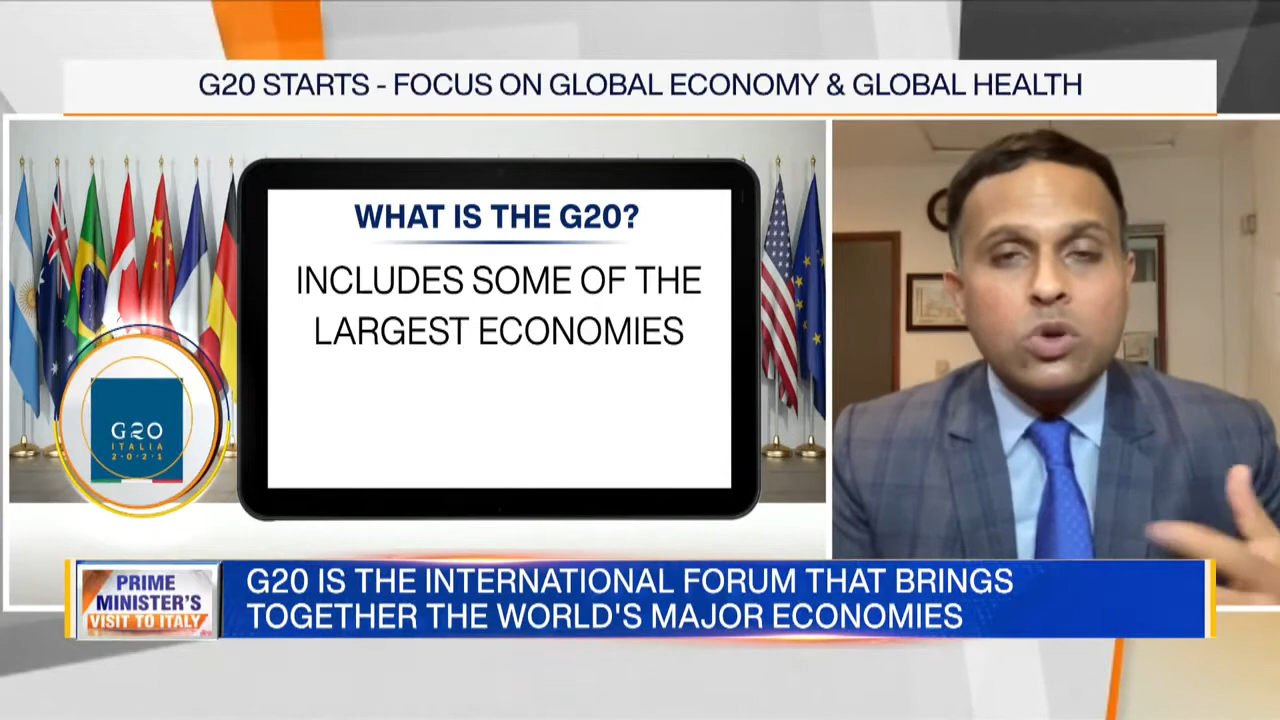 G20 STARTS - FOCUS ON GLOBAL ECONOMY & GLOBAL HEALTH
WHAT IS THE G20?
INCLUDES SOME OF THE
LARGEST ECONOMIES
G20
ITALIA
2021
PRIME
MINISTER'S
VISIT TO ITALY
G20 IS THE INTERNATIONAL FORUM THAT BRINGS
TOGETHER THE WORLD'S MAJOR ECONOMIES